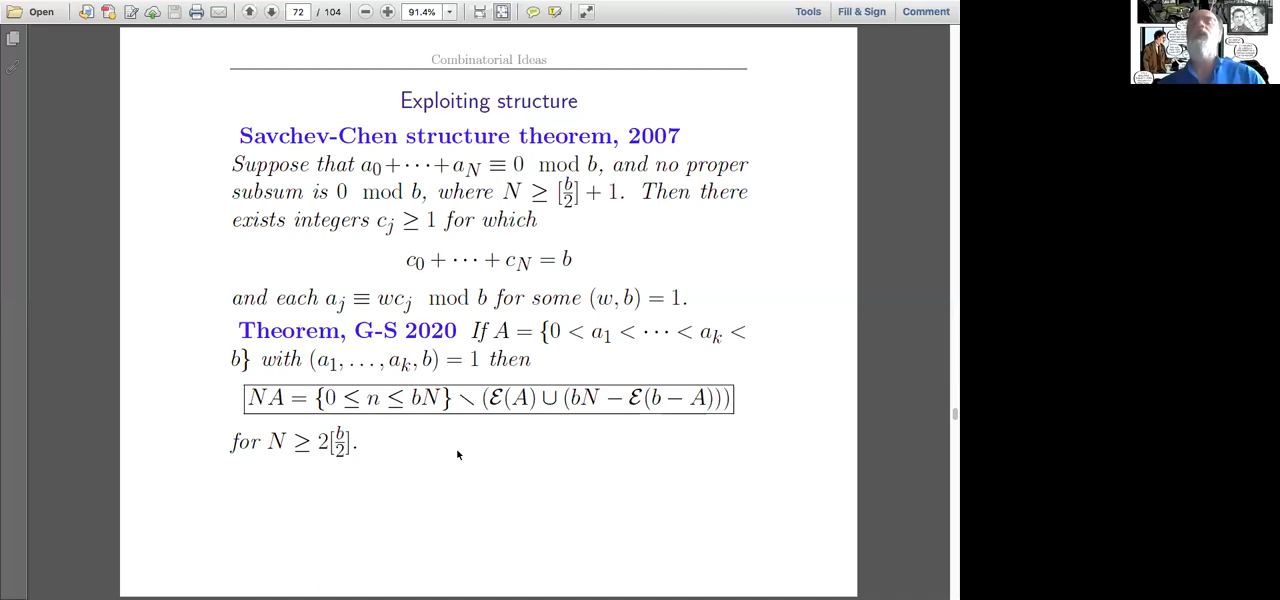 Open
72 / 104
91.4%
Tools
Fill & Sign
Comment
Combinatorial Ideas
Exploiting structure
Savchev-Chen structure theorem, 2007
Suppose that a₀+⋯+a_N ≡ 0 mod b, and no proper
subsum is 0 mod b, where N ≥ [b/2] + 1. Then there
exists integers c_j ≥ 1 for which
c₀ + ⋯ + c_N = b
and each a_j ≡ wc_j mod b for some (w, b) = 1.
Theorem, G-S 2020 If A = {0 < a₁ < ⋯ < a_k <
b} with (a₁, …, a_k, b) = 1 then
NA = {0 ≤ n ≤ bN} ∖ (ℰ(A) ∪ (bN − ℰ(b − A)))
for N ≥ 2[b/2].